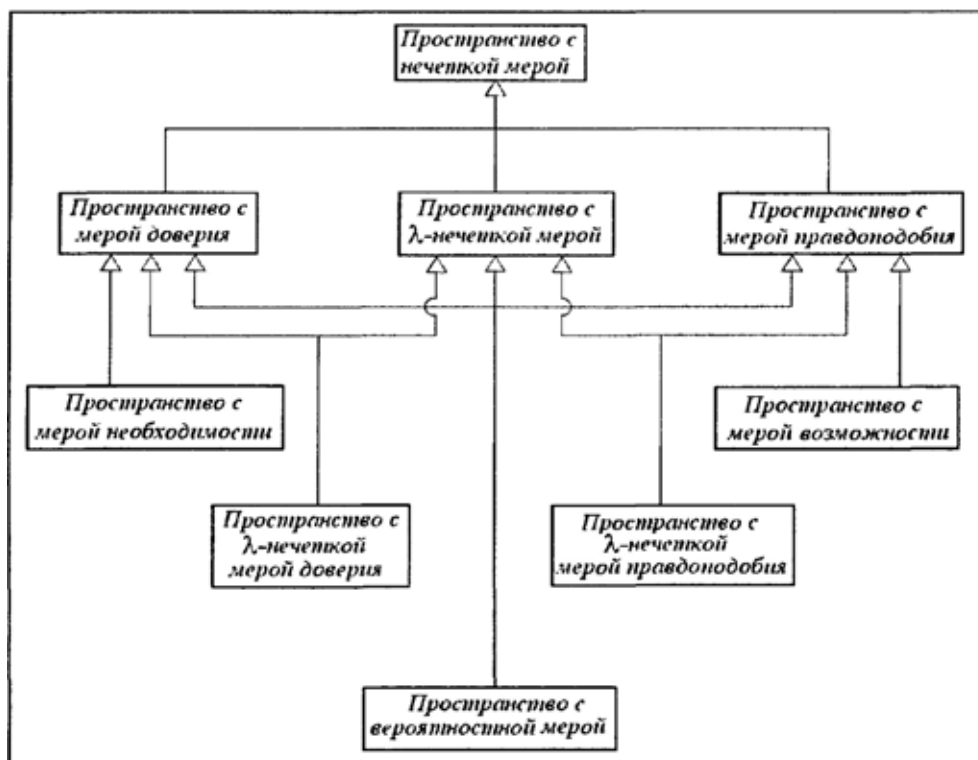 Пространство с
нечеткой мерой
Пространство с
мерой доверия
Пространство с
λ-нечеткой мерой
Пространство с
мерой правдоподобия
Пространство с
мерой необходимости
Пространство с
мерой возможности
Пространство с
λ-нечеткой
мерой доверия
Пространство с
λ-нечеткой
мерой правдоподобия
Пространство с
вероятностной мерой